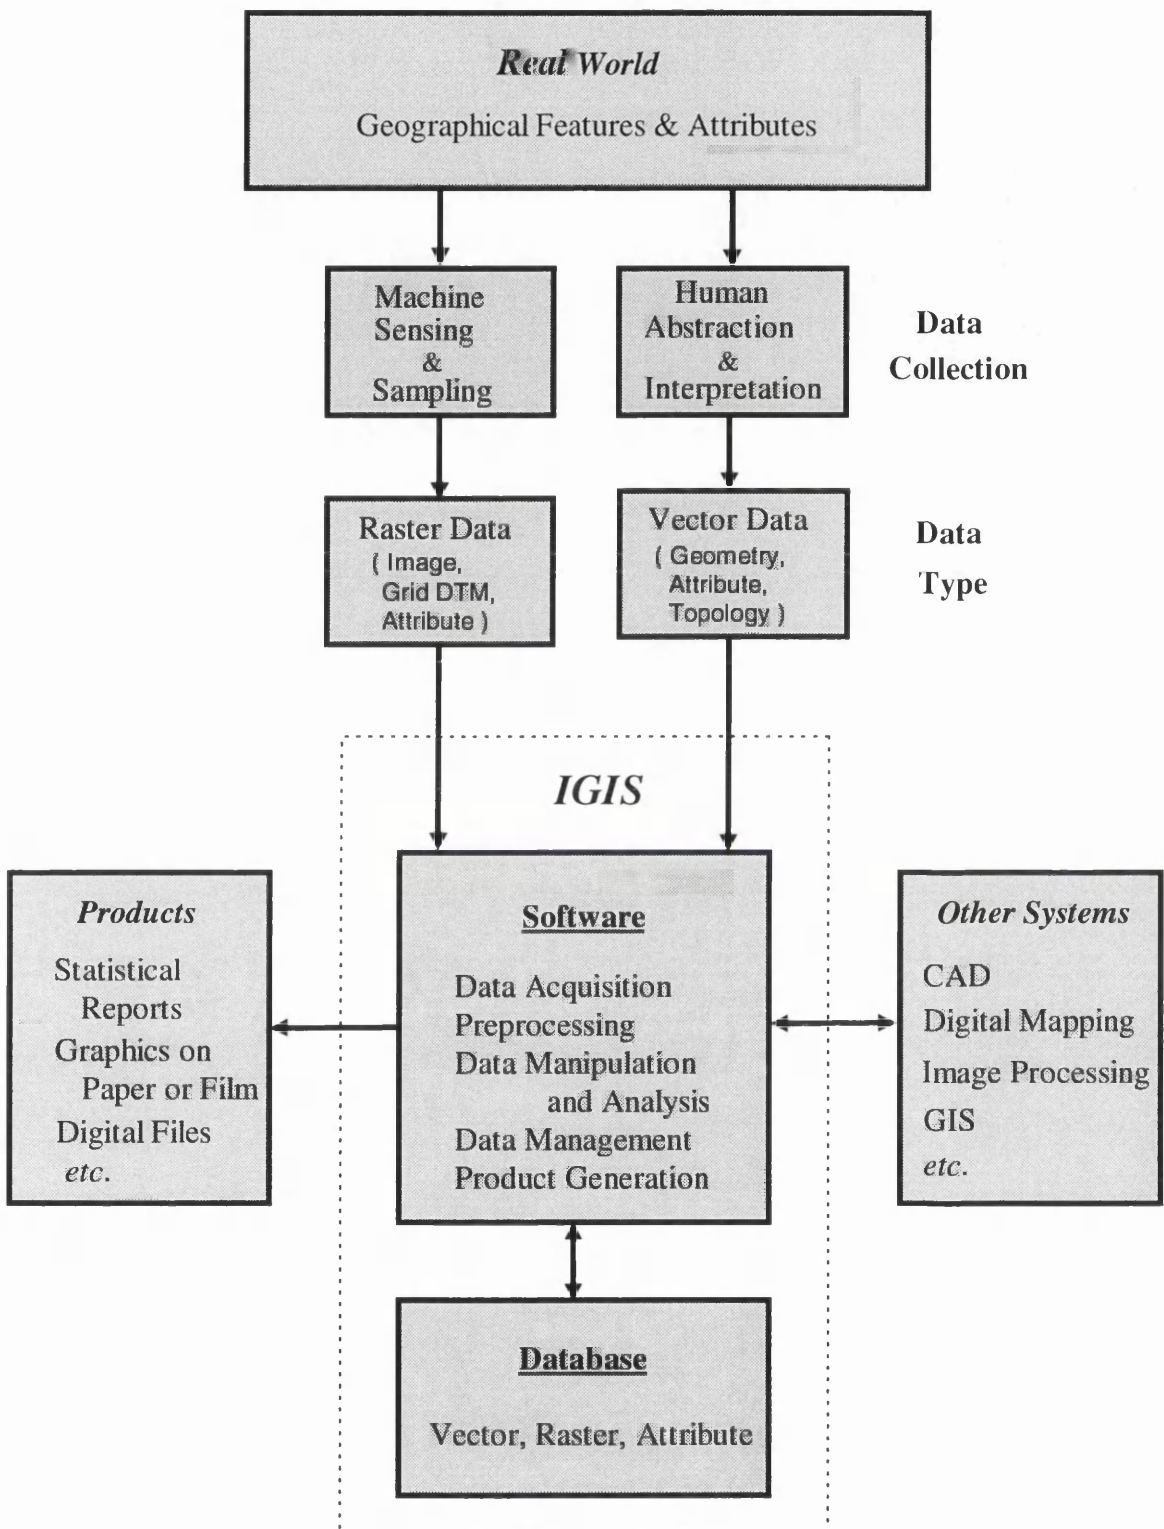 Real World
Geographical Features & Attributes
Machine
Sensing
&
Sampling
Human
Abstraction
&
Interpretation
Data
Collection
Raster Data
( Image,
Grid DTM,
Attribute )
Vector Data
( Geometry,
Attribute,
Topology )
Data
Type
IGIS
Products
Statistical
Reports
Graphics on
Paper or Film
Digital Files
etc.
Software
Data Acquisition
Preprocessing
Data Manipulation
and Analysis
Data Management
Product Generation
Other Systems
CAD
Digital Mapping
Image Processing
GIS
etc.
Database
Vector, Raster, Attribute